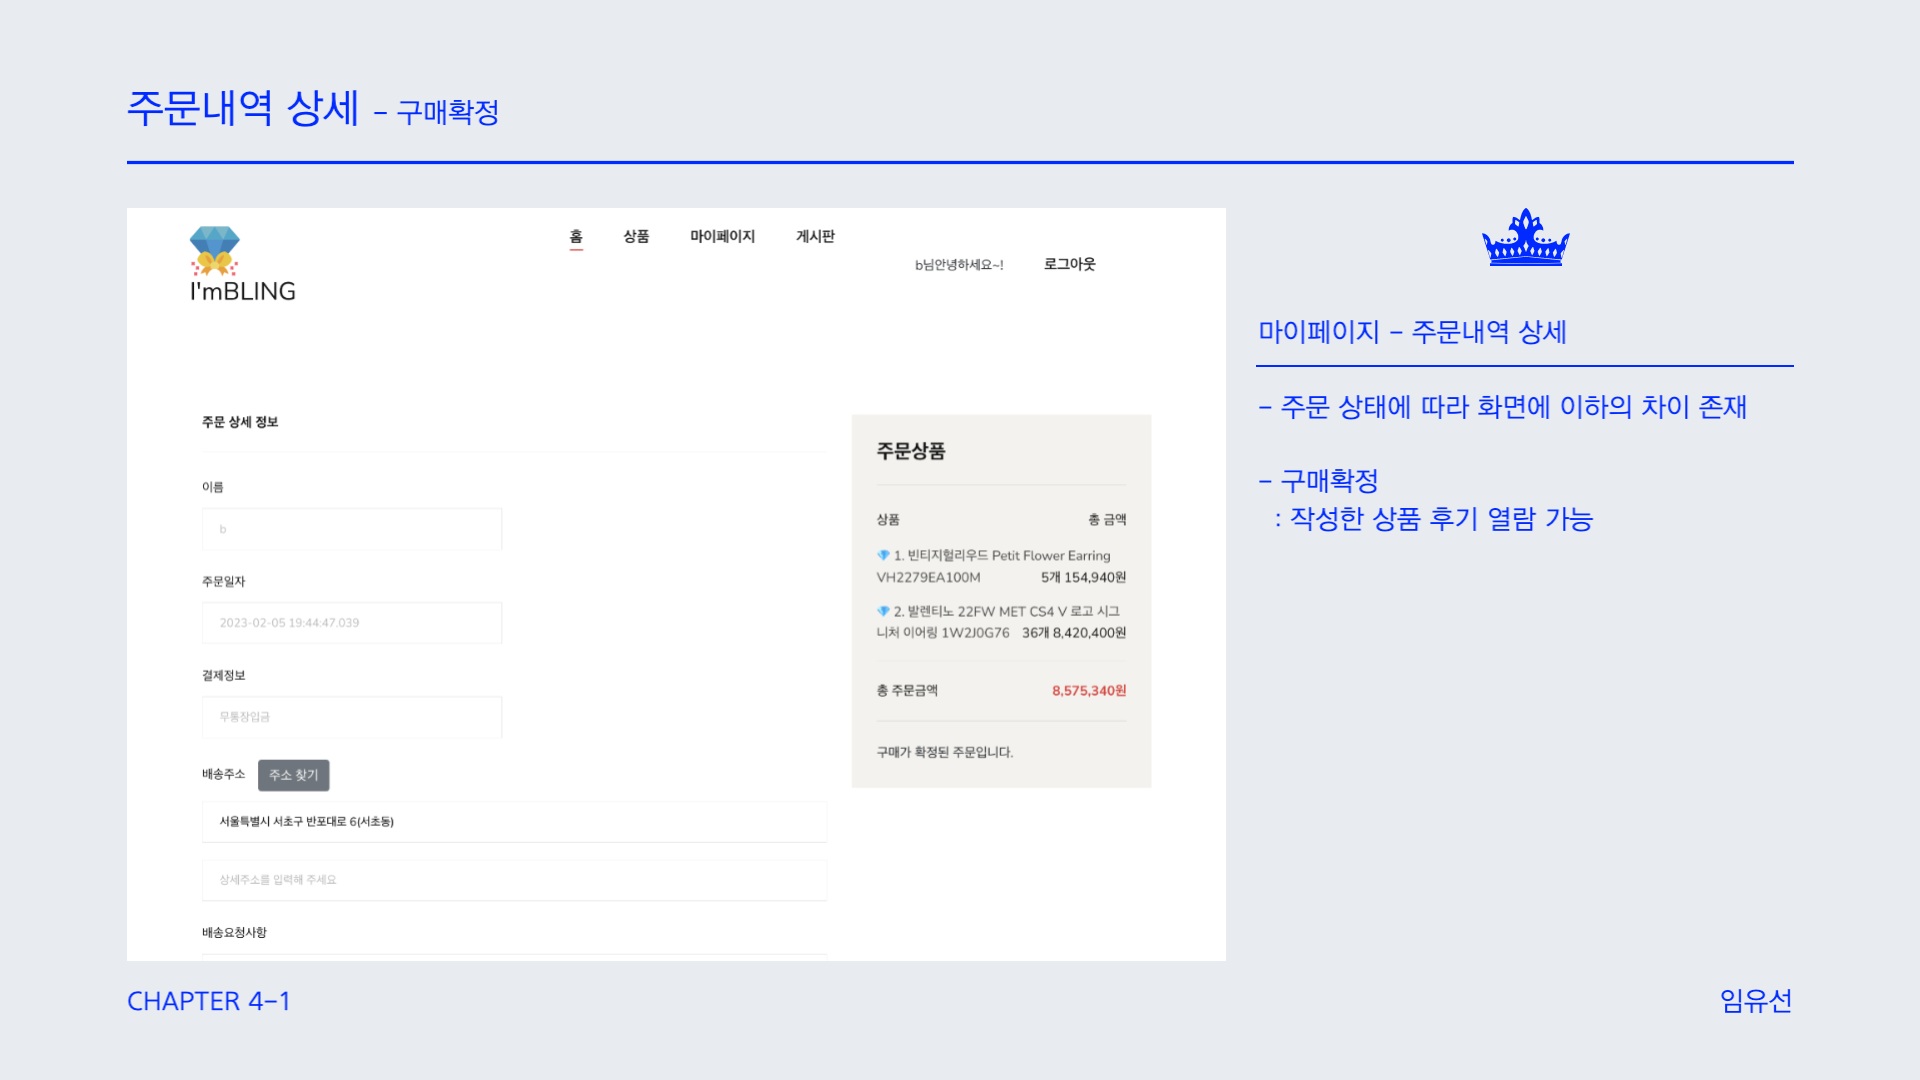 주문내역 상세 – 구매확정
홈 상품 마이페이지 게시판
b님안녕하세요~! 로그아웃
I'mBLING
주문 상세 정보
이름
b
주문일자
2023-02-05 19:44:47.039
결제정보
무통장입금
배송주소 주소 찾기
서울특별시 서초구 반포대로 6(서초동)
상세주소를 입력해 주세요
배송요청사항
주문상품
상품 총 금액
1. 빈티지헐리우드 Petit Flower Earring
VH2279EA100M 5개 154,940원
2. 발렌티노 22FW MET CS4 V 로고 시그
니처 이어링 1W2J0G76 36개 8,420,400원
총 주문금액 8,575,340원
구매가 확정된 주문입니다.
마이페이지 – 주문내역 상세
– 주문 상태에 따라 화면에 이하의 차이 존재
– 구매확정
: 작성한 상품 후기 열람 가능
CHAPTER 4–1
임유선